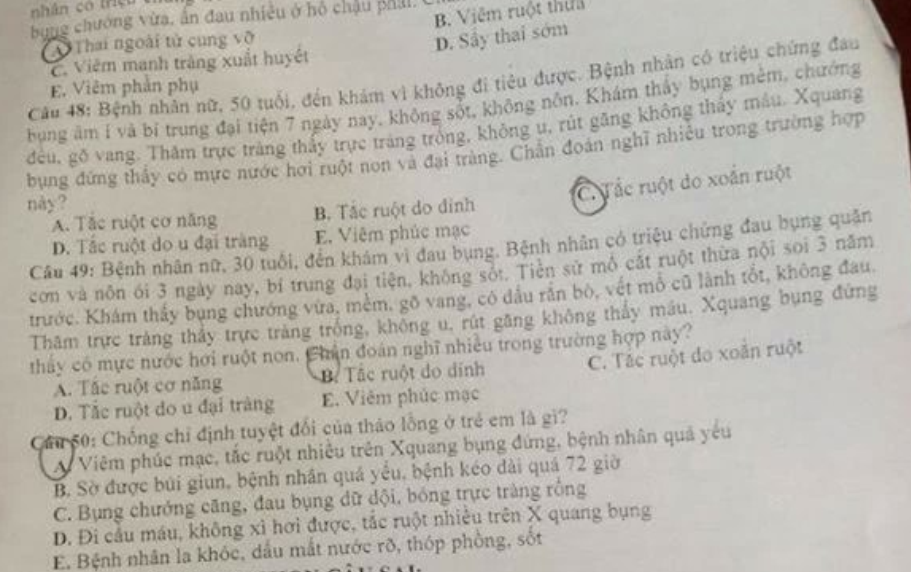 nhân có triệu
bụng chướng vừa, ấn đau nhiều ở hố chậu phải.
A. Thai ngoài tử cung vỡ B. Viêm ruột thừa
C. Viêm manh tràng xuất huyết D. Sẩy thai sớm
E. Viêm phần phụ
Câu 48: Bệnh nhân nữ, 50 tuổi, đến khám vì không đi tiêu được. Bệnh nhân có triệu chứng đau
bụng âm ỉ và bí trung đại tiện 7 ngày nay, không sốt, không nôn. Khám thấy bụng mềm, chướng
đều, gõ vang. Thăm trực tràng thấy trực tràng trống, không u, rút găng không thấy máu. Xquang
bụng đứng thấy có mực nước hơi ruột non và đại tràng. Chẩn đoán nghĩ nhiều trong trường hợp
này?
A. Tắc ruột cơ năng B. Tắc ruột do dính C. Tắc ruột do xoắn ruột
D. Tắc ruột do u đại tràng E. Viêm phúc mạc
Câu 49: Bệnh nhân nữ, 30 tuổi, đến khám vì đau bụng. Bệnh nhân có triệu chứng đau bụng quặn
cơn và nôn ói 3 ngày nay, bí trung đại tiện, không sốt. Tiền sử mổ cắt ruột thừa nội soi 3 năm
trước. Khám thấy bụng chướng vừa, mềm, gõ vang, có dấu rắn bò, vết mổ cũ lành tốt, không đau.
Thăm trực tràng thấy trực tràng trống, không u, rút găng không thấy máu. Xquang bụng đứng
thấy có mực nước hơi ruột non. Chẩn đoán nghĩ nhiều trong trường hợp này?
A. Tắc ruột cơ năng B. Tắc ruột do dính C. Tắc ruột do xoắn ruột
D. Tắc ruột do u đại tràng E. Viêm phúc mạc
Câu 50: Chống chỉ định tuyệt đối của tháo lồng ở trẻ em là gì?
A. Viêm phúc mạc, tắc ruột nhiều trên Xquang bụng đứng, bệnh nhân quá yếu
B. Sờ được búi giun, bệnh nhân quá yếu, bệnh kéo dài quá 72 giờ
C. Bụng chướng căng, đau bụng dữ dội, bóng trực tràng rỗng
D. Đi cầu máu, không xì hơi được, tắc ruột nhiều trên X quang bụng
E. Bệnh nhân la khóc, dấu mất nước rõ, thóp phồng, sốt